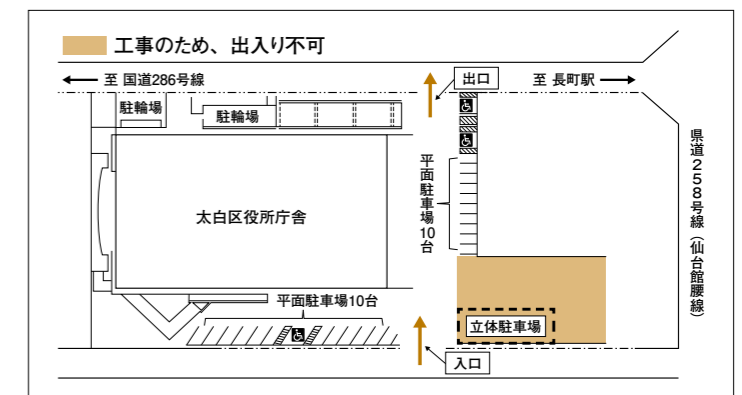 工事のため、出入り不可
至 国道286号線
出口
至 長町駅
駐輪場
駐輪場
平面駐車場10台
県道258号線（仙台館腰線）
太白区役所庁舎
平面駐車場10台
立体駐車場
入口